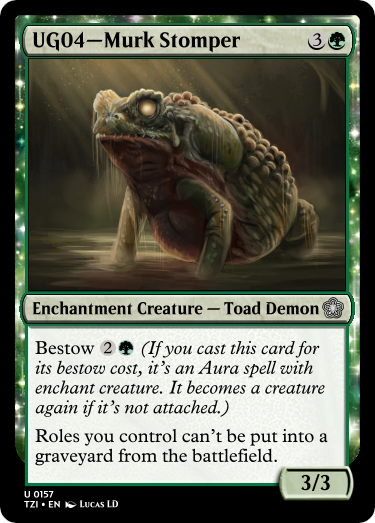 UG04—Murk Stomper 3
Enchantment Creature — Toad Demon
Bestow 2 (If you cast this card for
its bestow cost, it's an Aura spell with
enchant creature. It becomes a creature
again if it's not attached.)
Roles you control can't be put into a
graveyard from the battlefield.
3/3
U 0157
TZI • EN Lucas LD